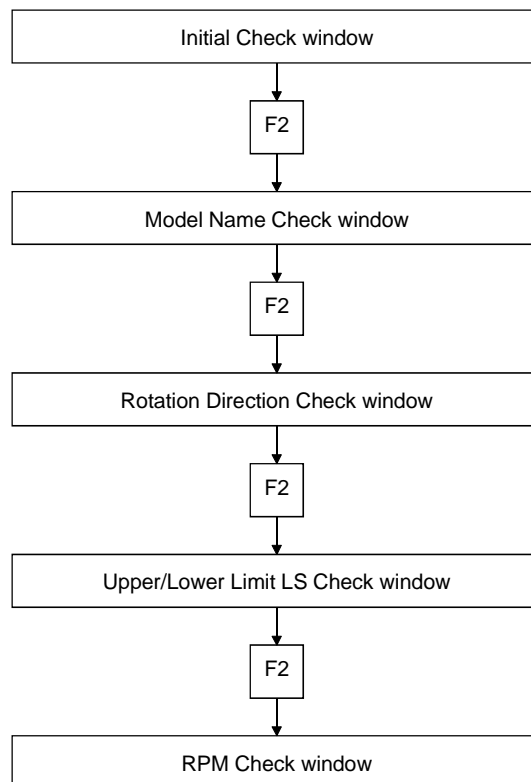 Initial Check window
F2
Model Name Check window
F2
Rotation Direction Check window
F2
Upper/Lower Limit LS Check window
F2
RPM Check window